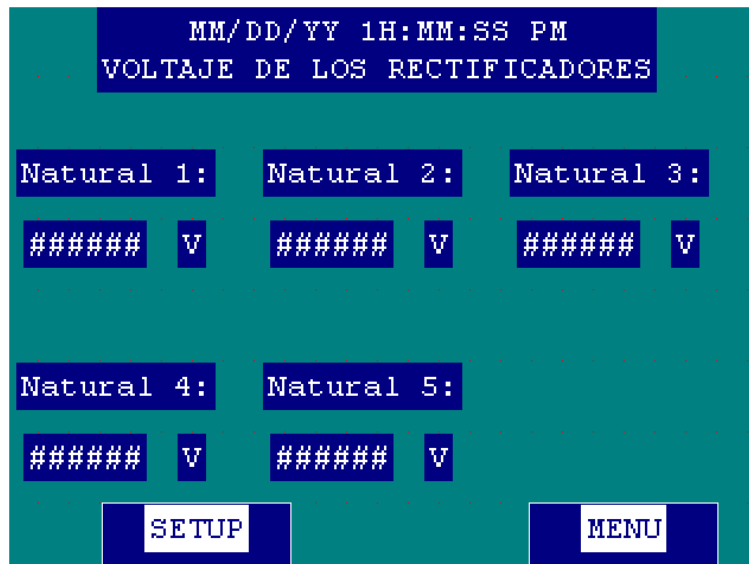 MM/DD/YY 1H:MM:SS PM
VOLTAJE DE LOS RECTIFICADORES
Natural 1: Natural 2: Natural 3:
###### V ###### V ###### V
Natural 4: Natural 5:
###### V ###### V
SETUP MENU